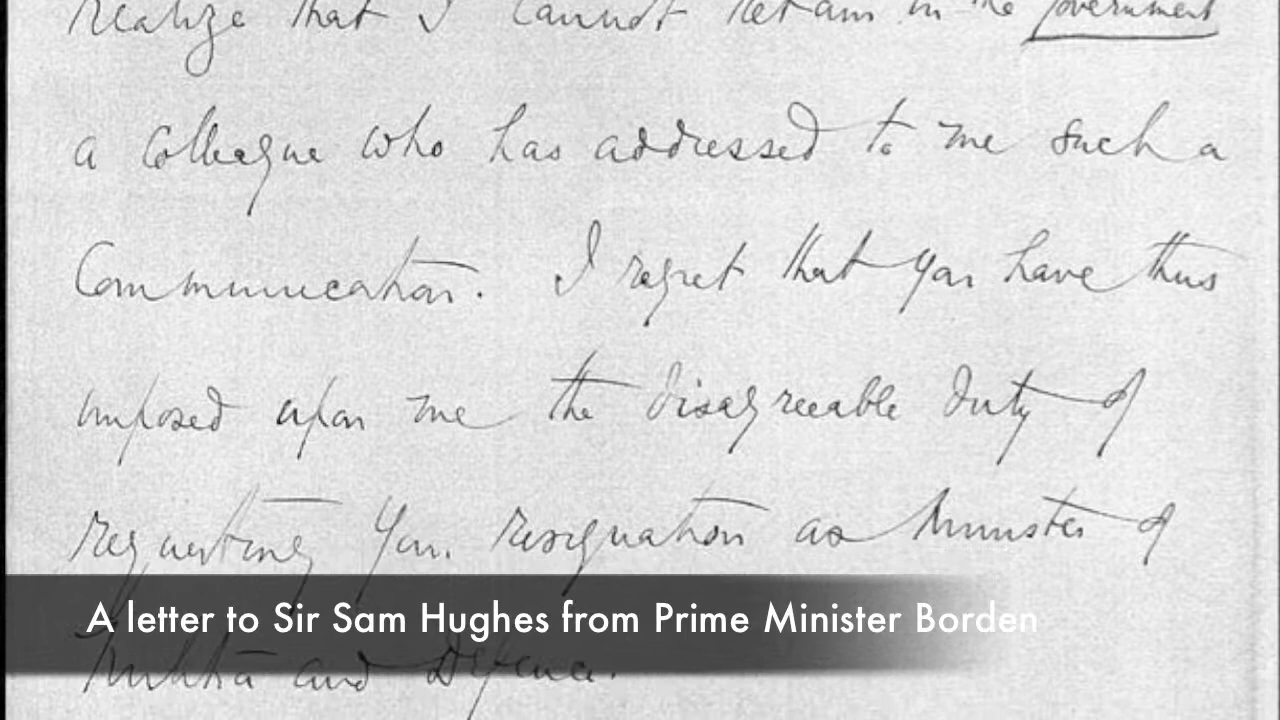 realize that I cannot retain in the government
a colleague who has addressed to me such a
communication. I regret that you have thus
imposed upon me the disagreeable duty of
requesting your resignation as Minister of
A letter to Sir Sam Hughes from Prime Minister Borden
Militia and Defence.